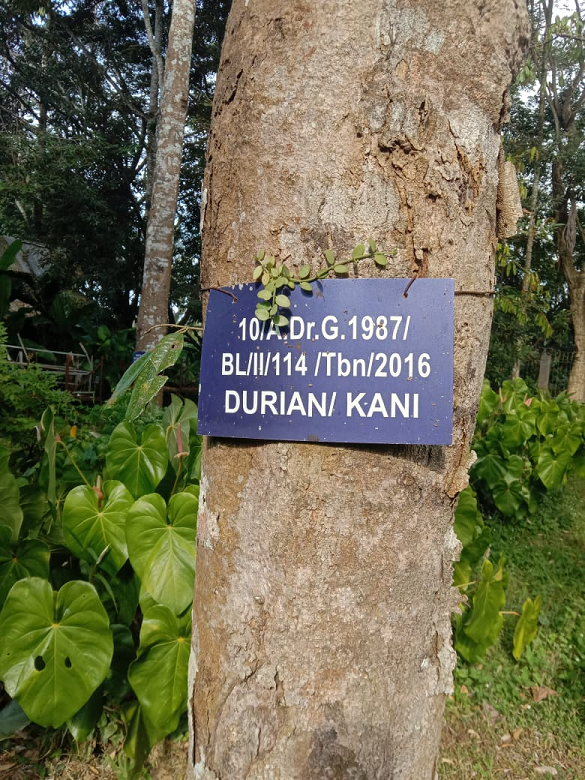 10/A.Dr.G.1987/
BL/II/114 /Tbn/2016
DURIAN/ KANI